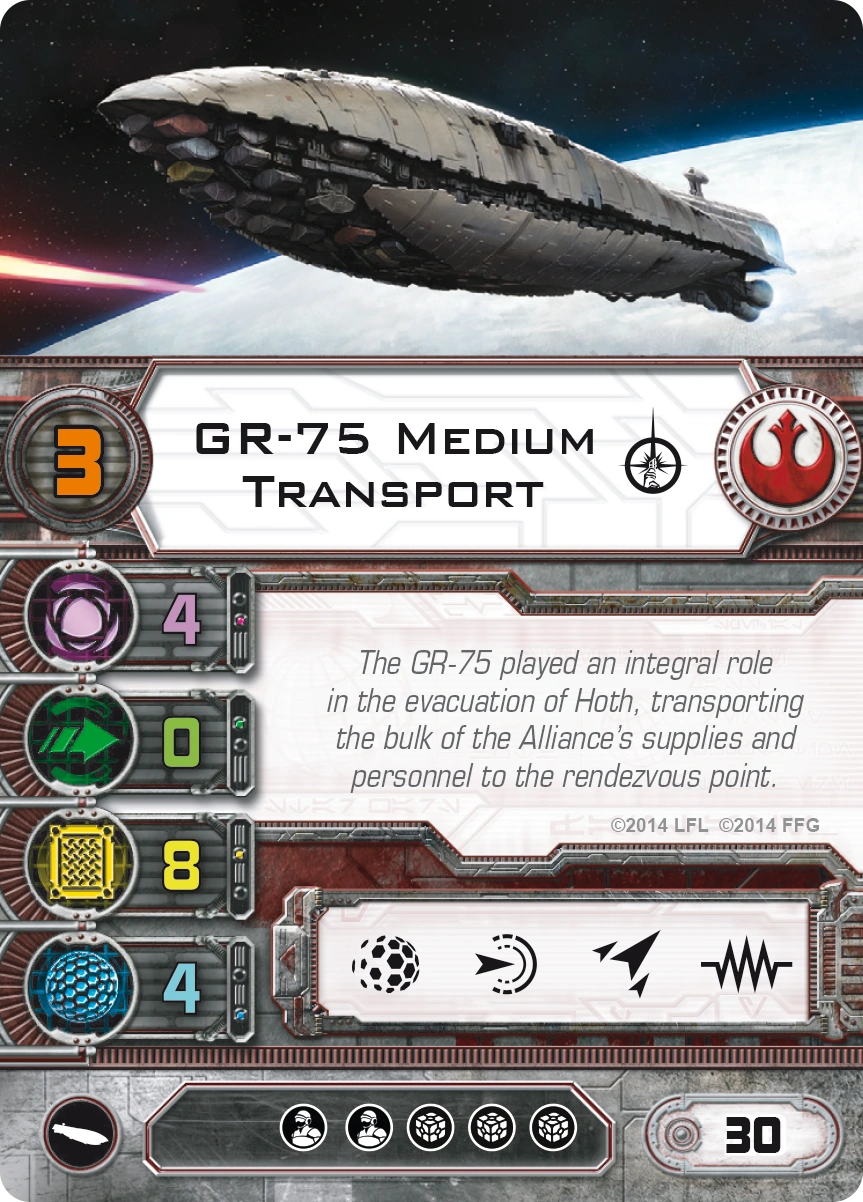 3
GR-75 Medium
Transport
4
0
8
4
The GR-75 played an integral role
in the evacuation of Hoth, transporting
the bulk of the Alliance’s supplies and
personnel to the rendezvous point.
©2014 LFL ©2014 FFG
30